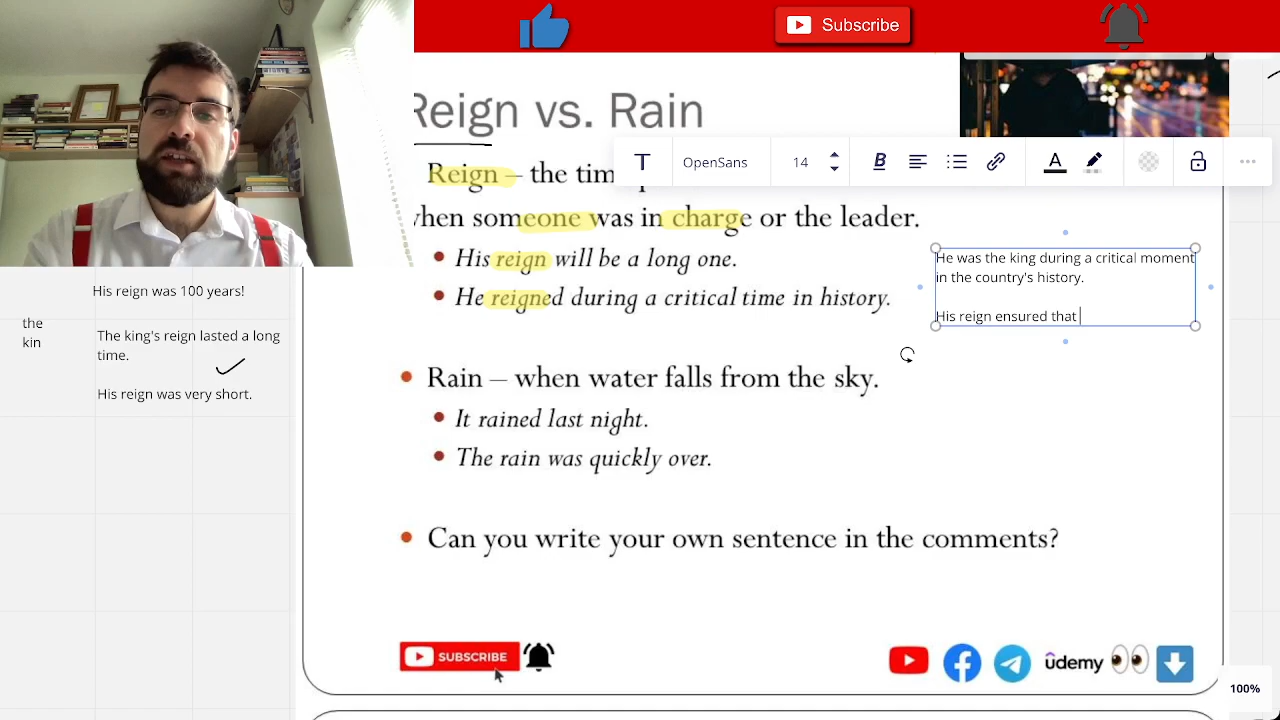 Subscribe
Reign vs. Rain
OpenSans
14
B
A
Reign – the tim
when someone was in charge or the leader.
His reign will be a long one.
He reigned during a critical time in history.
He was the king during a critical moment
in the country's history.
His reign ensured that
His reign was 100 years!
the
kin
The king's reign lasted a long
time.
His reign was very short.
Rain – when water falls from the sky.
It rained last night.
The rain was quickly over.
Can you write your own sentence in the comments?
SUBSCRIBE
udemy
100%